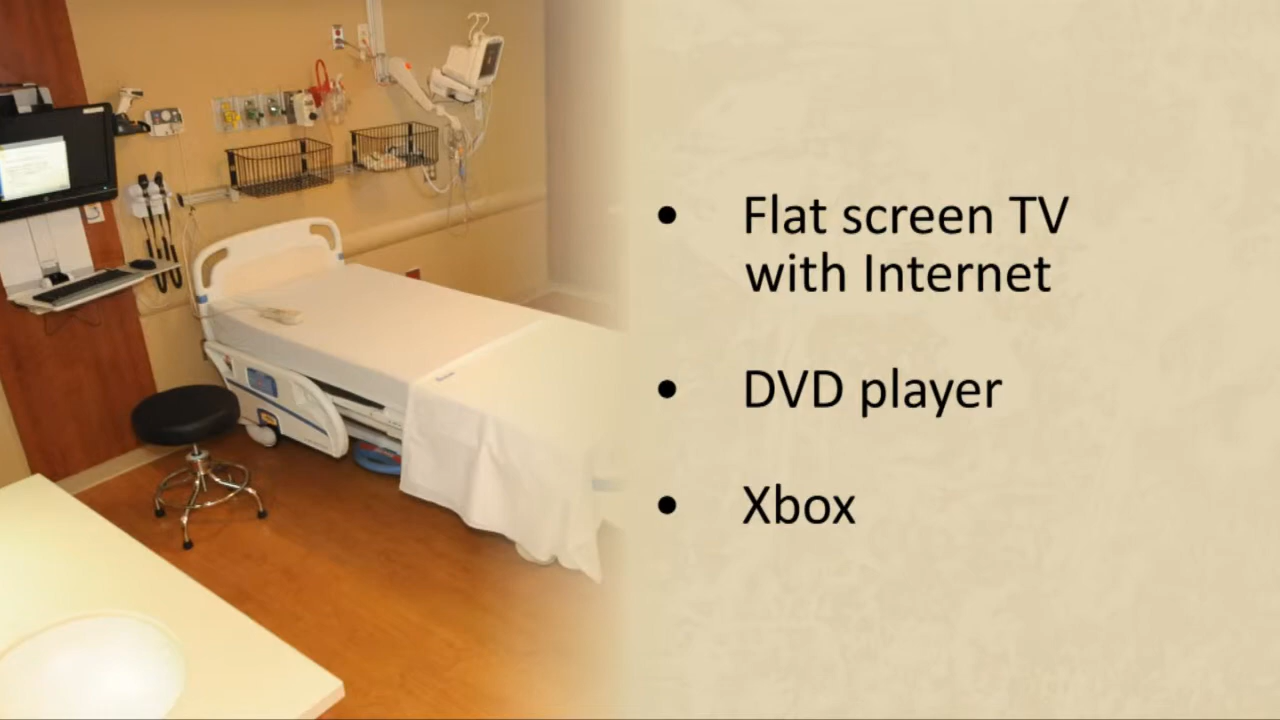 • Flat screen TV
with Internet
• DVD player
• Xbox